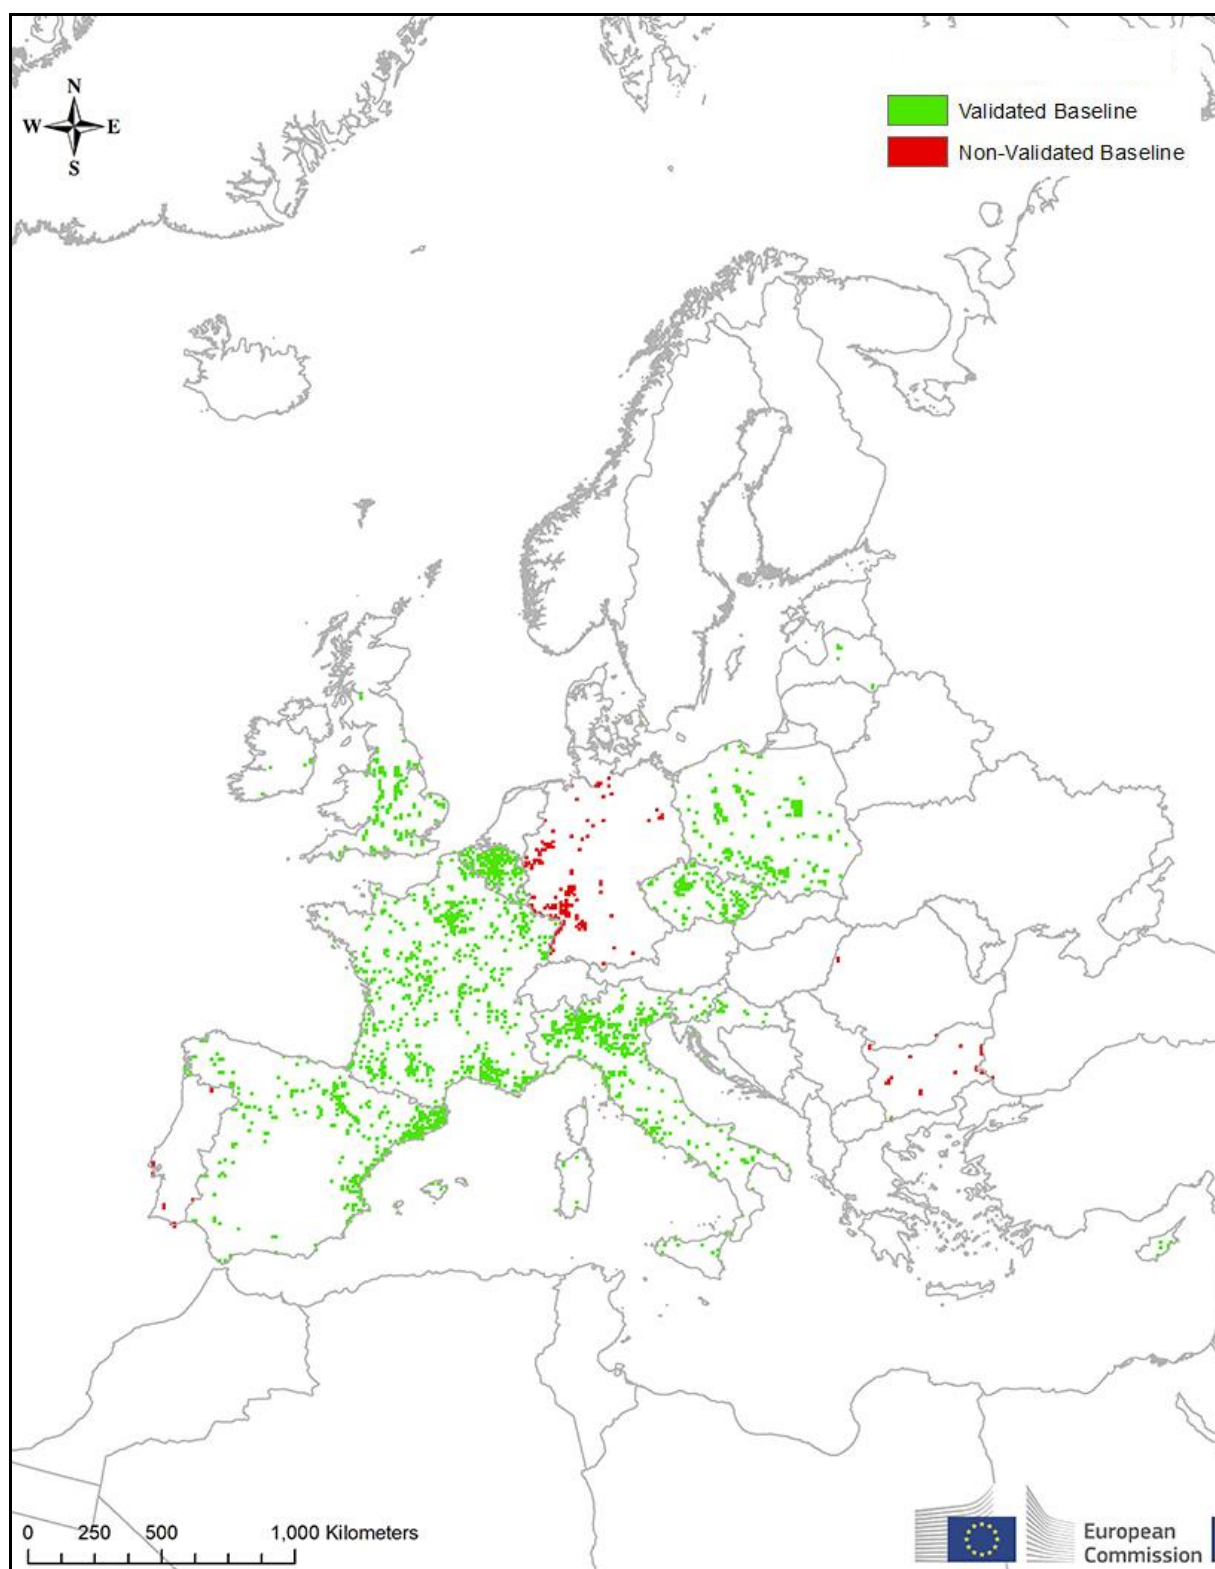 N
W E
S
Validated Baseline
Non-Validated Baseline
0 250 500 1,000 Kilometers
European
Commission